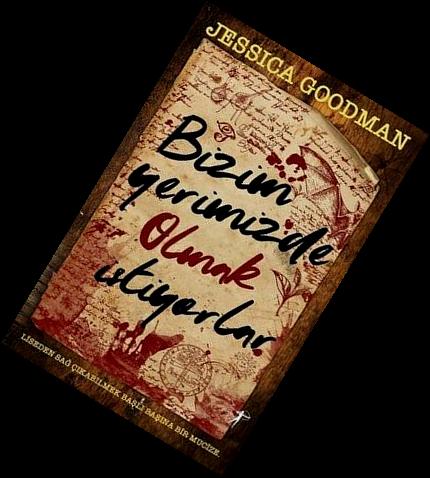 JESSICA GOODMAN
Bizim
yerimizde
Olmak
istiyorlar
LİSEDEN SAĞ ÇIKABİLMEK BAŞLI BAŞINA BİR MUCİZE.